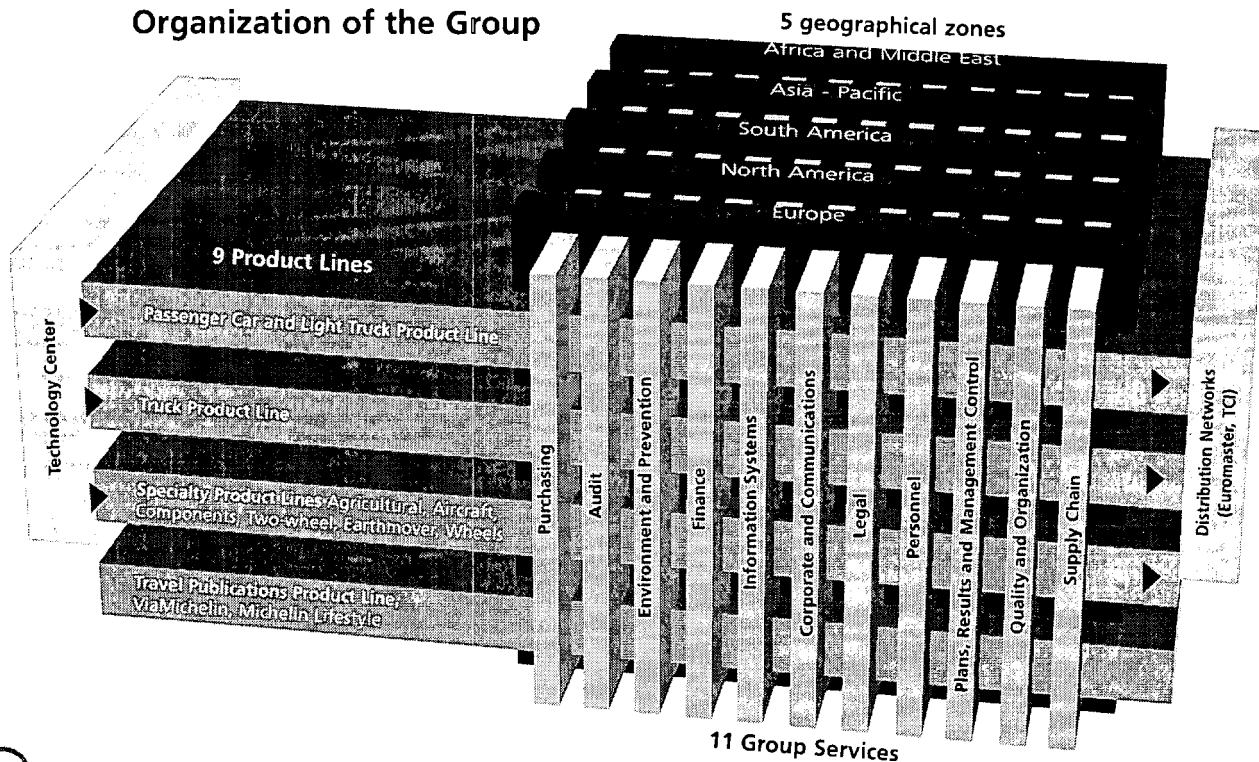 Organization of the Group
5 geographical zones
Africa and Middle East
Asia - Pacific
South America
North America
Europe
9 Product Lines
Technology Center
Passenger Car and Light Truck Product Line
Truck Product Line
Specialty Product Lines Agricultural, Aircraft,
Components, Two-wheel, Earthmover, Wheels
Travel Publications Product Line,
ViaMichelin, Michelin Lifestyle
Purchasing
Audit
Environment and Prevention
Finance
Information Systems
Corporate and Communications
Legal
Personnel
Plans, Results and Management Control
Quality and Organization
Supply Chain
Distribution Networks
(Euromaster, TCI)
11 Group Services